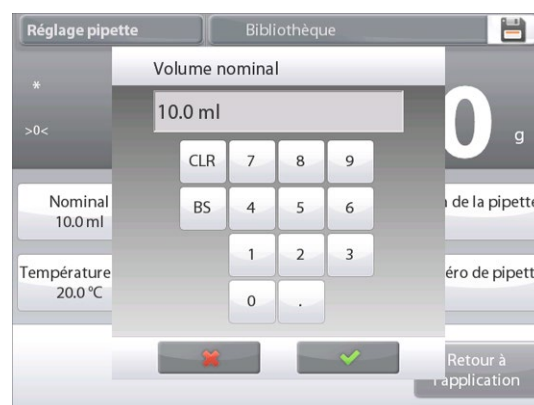 Réglage pipette
Bibliothèque
Volume nominal
*
10.0 ml
>0<
0 g
CLR 7 8 9
Nominal
10.0 ml
BS 4 5 6
de la pipette
1 2 3
Température
20.0 °C
de pipett
0 .
Retour à
l'application